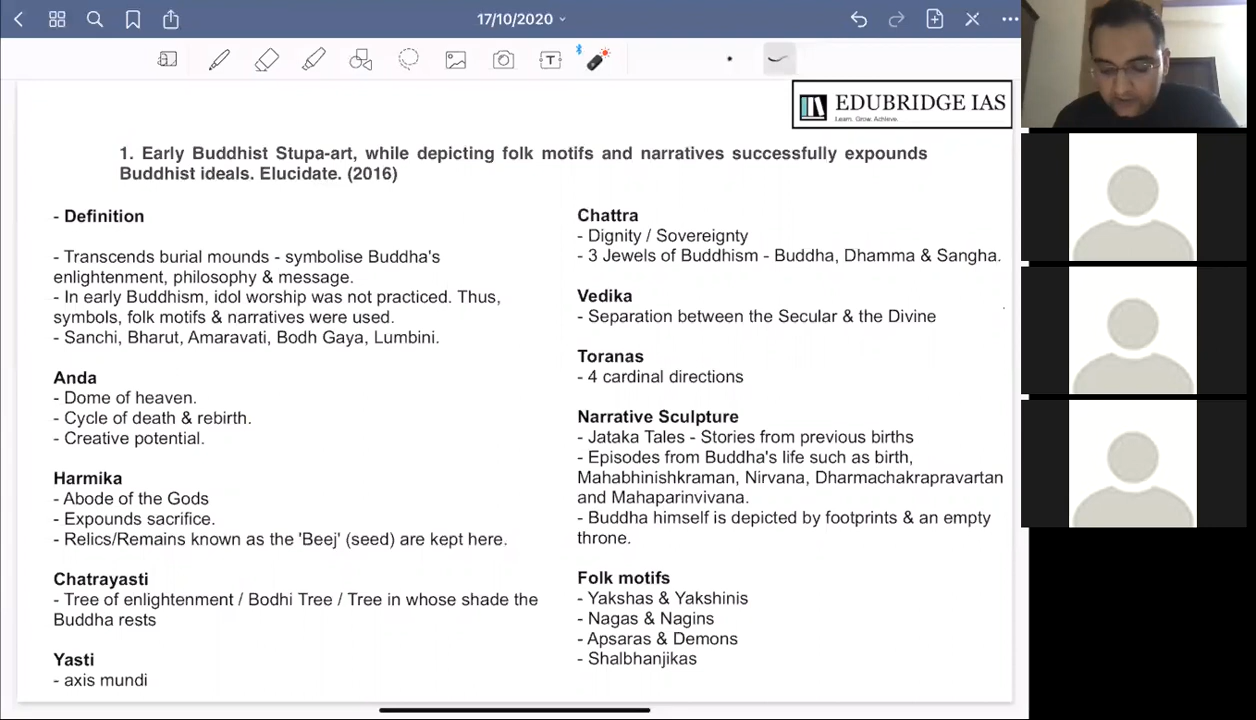 17/10/2020
T
EDUBRIDGE IAS
Learn. Grow. Achieve.
1. Early Buddhist Stupa-art, while depicting folk motifs and narratives successfully expounds
Buddhist ideals. Elucidate. (2016)
- Definition
- Transcends burial mounds - symbolise Buddha's
enlightenment, philosophy & message.
- In early Buddhism, idol worship was not practiced. Thus,
symbols, folk motifs & narratives were used.
- Sanchi, Bharut, Amaravati, Bodh Gaya, Lumbini.
Anda
- Dome of heaven.
- Cycle of death & rebirth.
- Creative potential.
Harmika
- Abode of the Gods
- Expounds sacrifice.
- Relics/Remains known as the 'Beej' (seed) are kept here.
Chatrayasti
- Tree of enlightenment / Bodhi Tree / Tree in whose shade the
Buddha rests
Yasti
- axis mundi
Chattra
- Dignity / Sovereignty
- 3 Jewels of Buddhism - Buddha, Dhamma & Sangha.
Vedika
- Separation between the Secular & the Divine
Toranas
- 4 cardinal directions
Narrative Sculpture
- Jataka Tales - Stories from previous births
- Episodes from Buddha's life such as birth,
Mahabhinishkraman, Nirvana, Dharmachakrapravartan
and Mahaparinvivana.
- Buddha himself is depicted by footprints & an empty
throne.
Folk motifs
- Yakshas & Yakshinis
- Nagas & Nagins
- Apsaras & Demons
- Shalbhanjikas